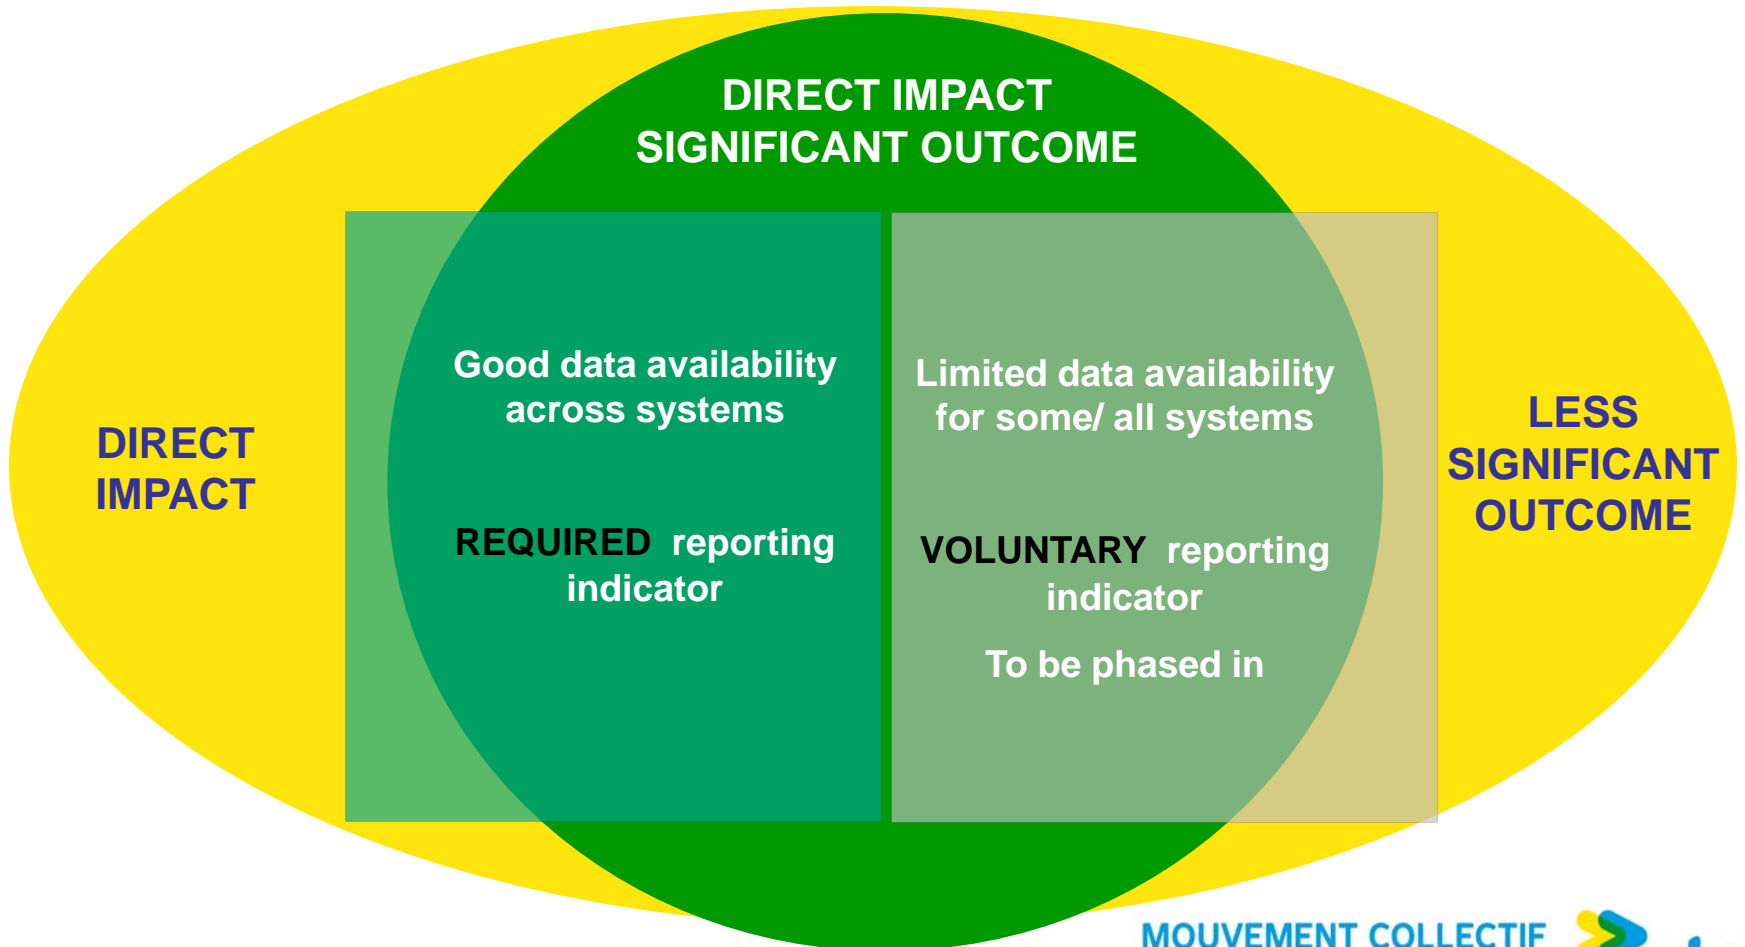 DIRECT IMPACT
SIGNIFICANT OUTCOME
Good data availability
across systems
REQUIRED reporting
indicator
Limited data availability
for some/ all systems
VOLUNTARY reporting
indicator
To be phased in
DIRECT
IMPACT
LESS
SIGNIFICANT
OUTCOME
MOUVEMENT COLLECTIF